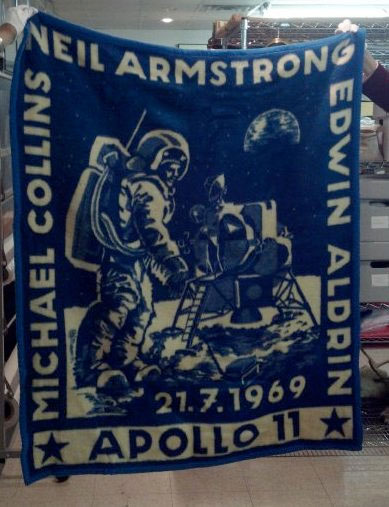 NEIL ARMSTRONG
MICHAEL COLLINS
EDWIN ALDRIN
21.7.1969
APOLLO 11